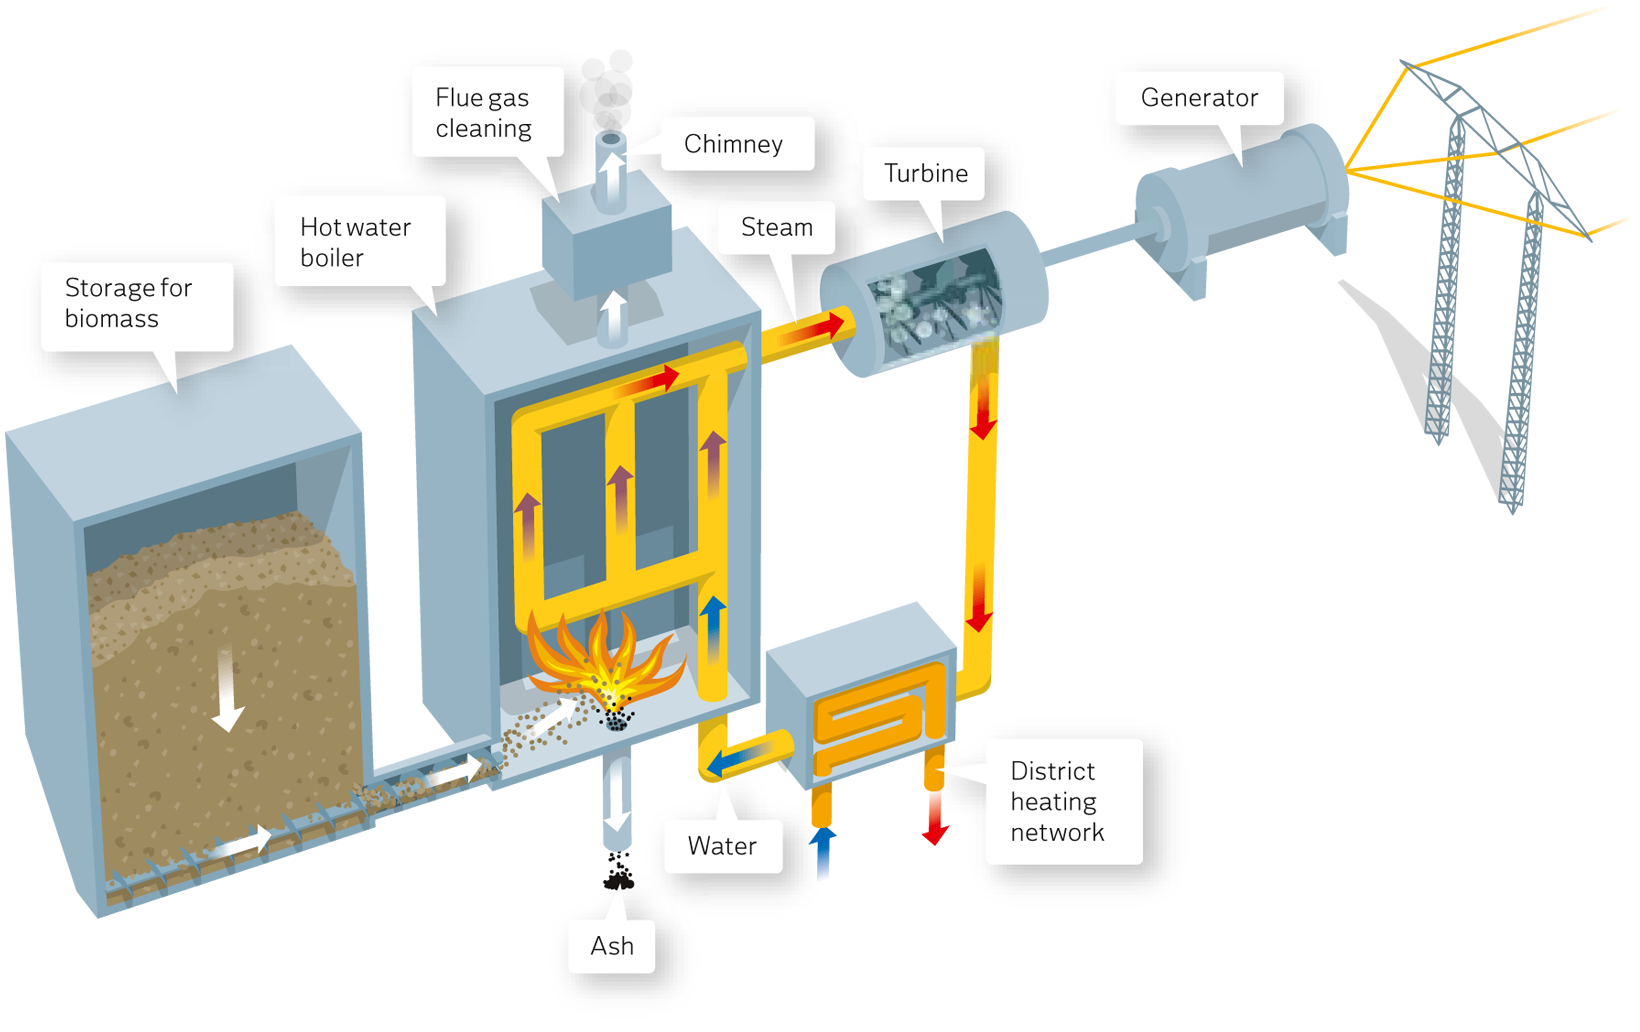 Flue gas
cleaning
Chimney
Generator
Turbine
Steam
Hot water
boiler
Storage for
biomass
District
heating
network
Water
Ash